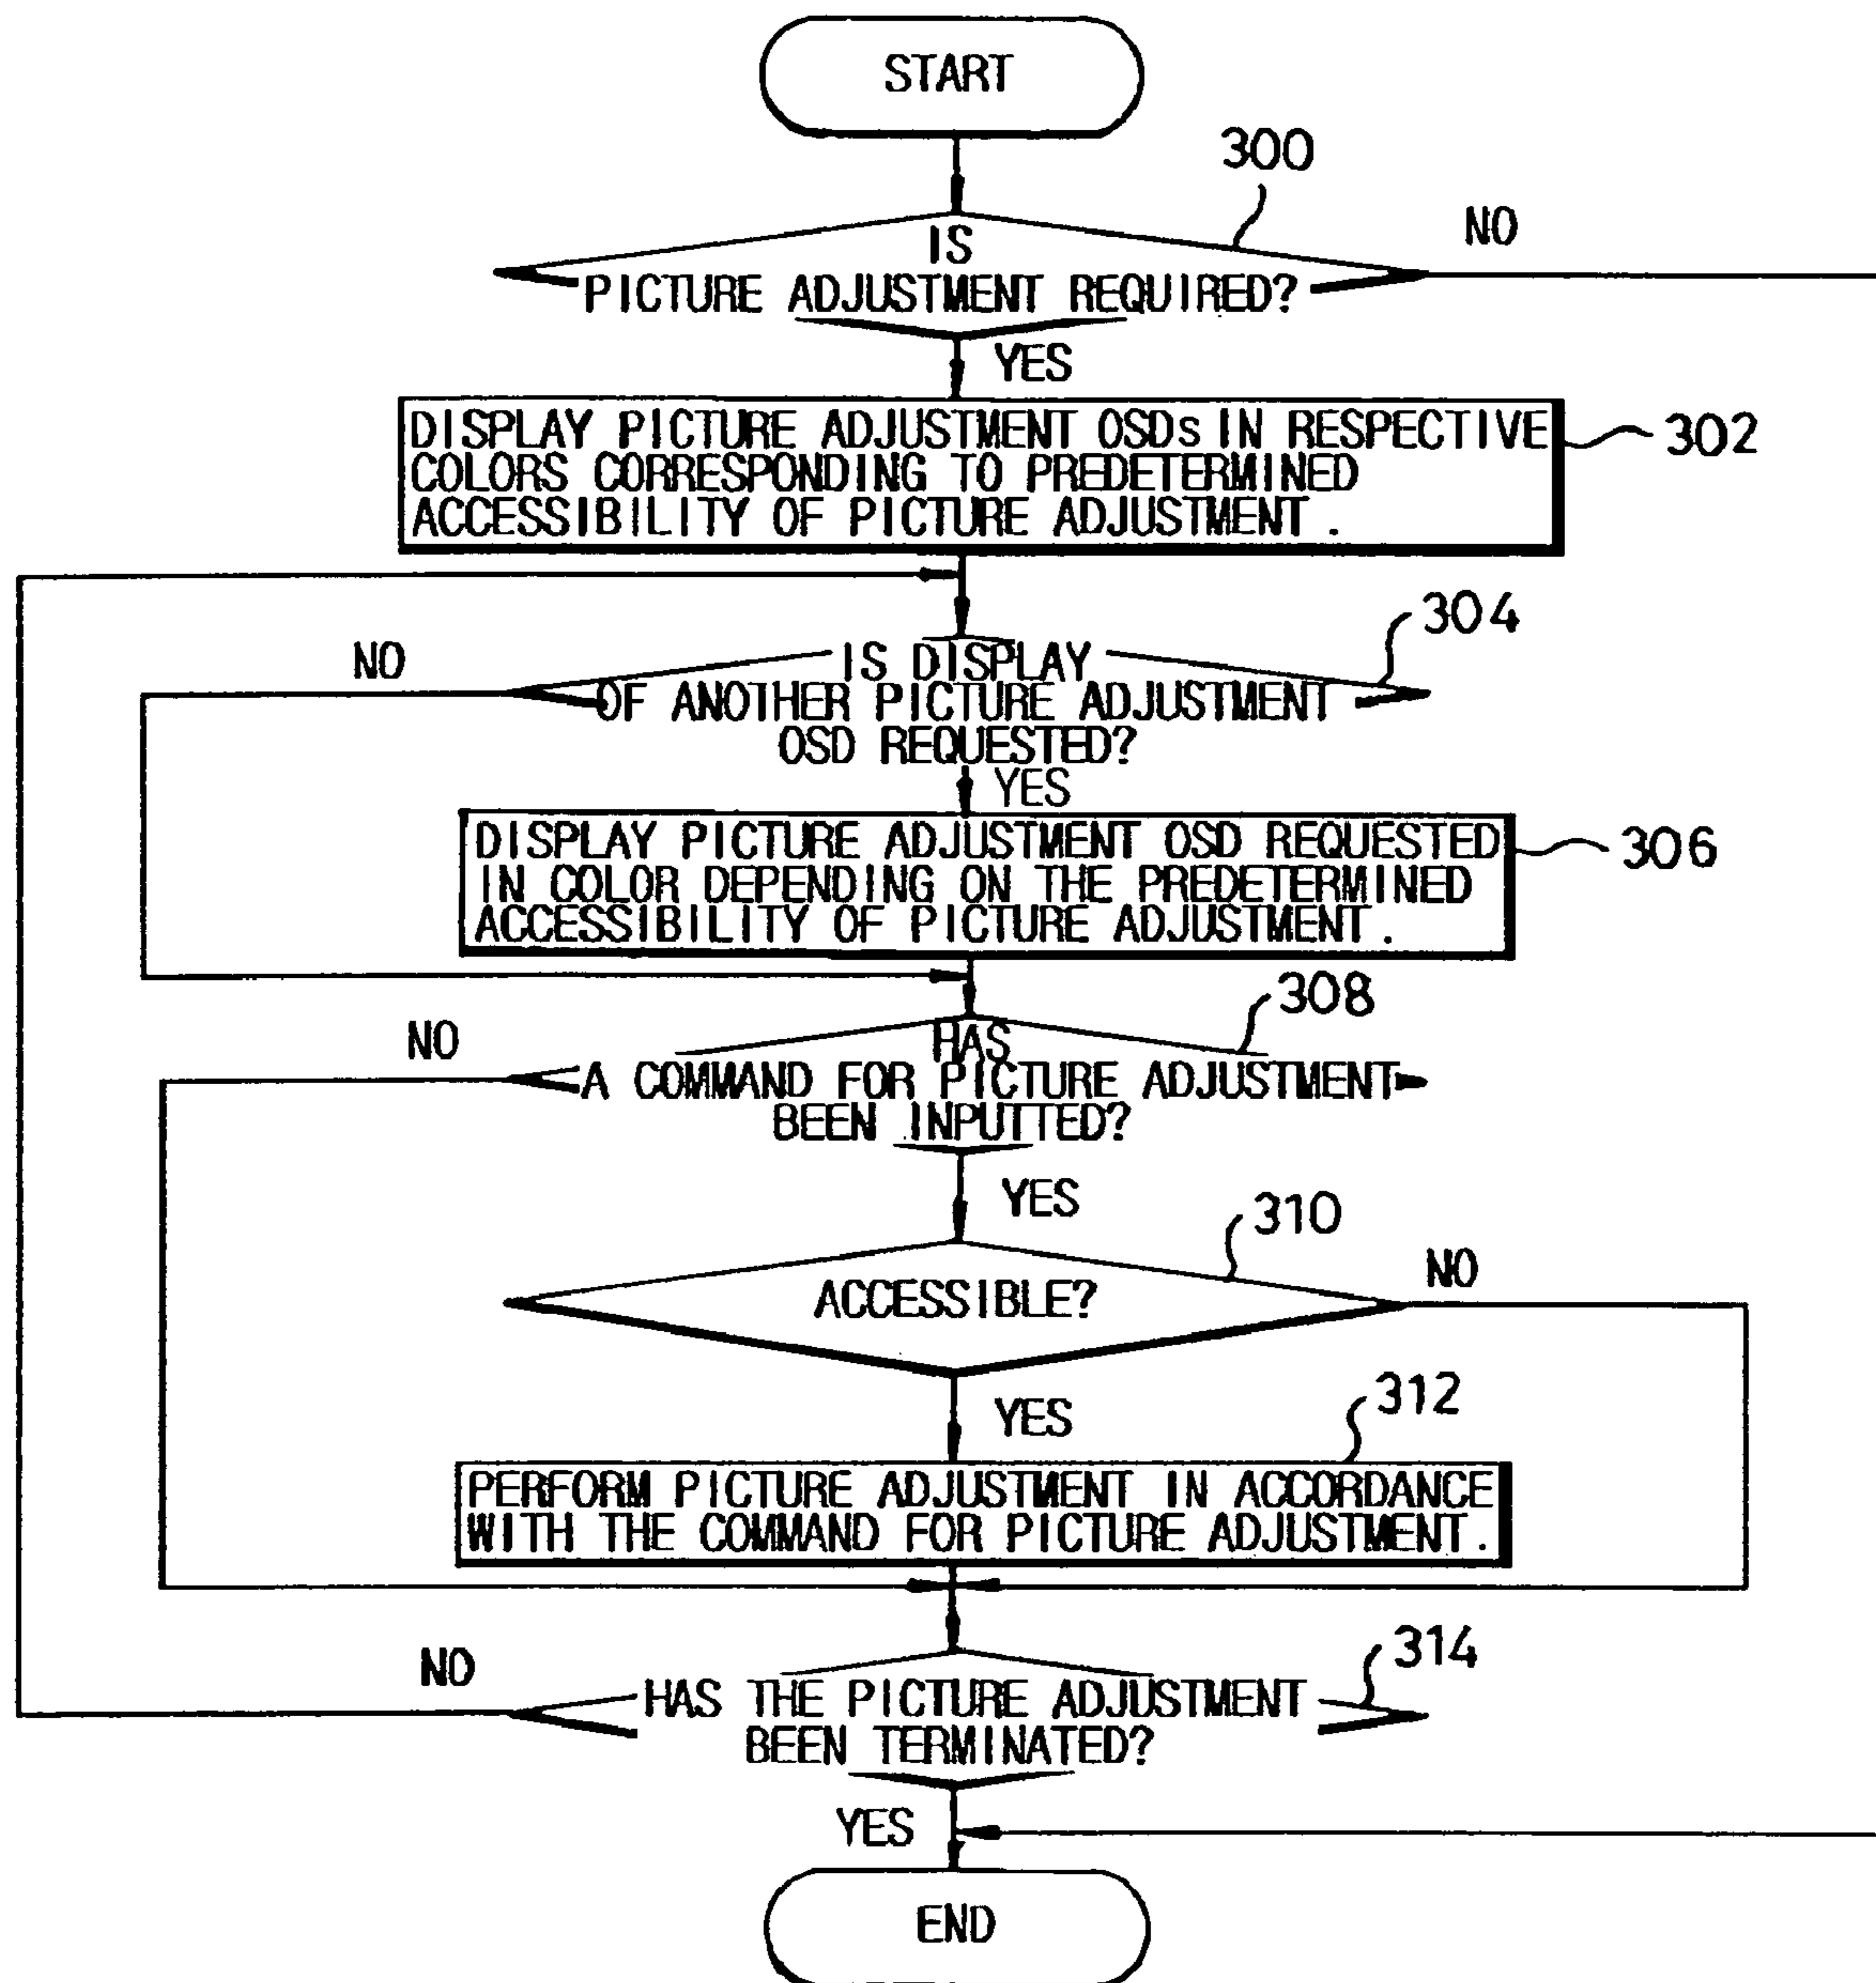 START
300
NO
IS
PICTURE ADJUSTMENT REQUIRED?
YES
DISPLAY PICTURE ADJUSTMENT OSDs IN RESPECTIVE
COLORS CORRESPONDING TO PREDETERMINED
ACCESSIBILITY OF PICTURE ADJUSTMENT.
302
304
NO
IS DISPLAY
OF ANOTHER PICTURE ADJUSTMENT
OSD REQUESTED?
YES
DISPLAY PICTURE ADJUSTMENT OSD REQUESTED
IN COLOR DEPENDING ON THE PREDETERMINED
ACCESSIBILITY OF PICTURE ADJUSTMENT.
306
308
NO
HAS
A COMMAND FOR PICTURE ADJUSTMENT
BEEN INPUTTED?
YES
310
NO
ACCESSIBLE?
YES
312
PERFORM PICTURE ADJUSTMENT IN ACCORDANCE
WITH THE COMMAND FOR PICTURE ADJUSTMENT.
314
NO
HAS THE PICTURE ADJUSTMENT
BEEN TERMINATED?
YES
END